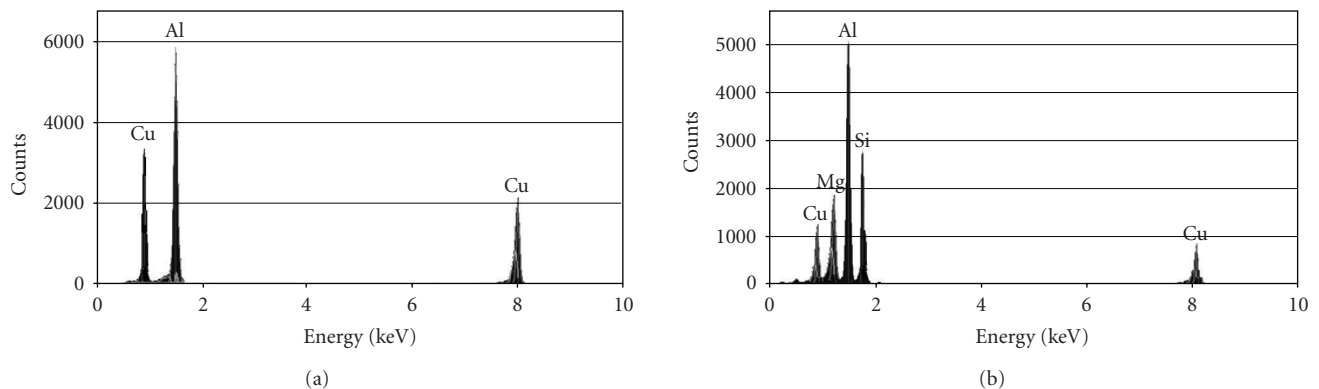 Al
6000
4000
2000
0
Cu
Cu
Counts
0 2 4 6 8 10
Energy (keV)
(a)
Al
5000
4000
3000
2000
1000
0
Si
Mg
Cu
Cu
Counts
0 2 4 6 8 10
Energy (keV)
(b)